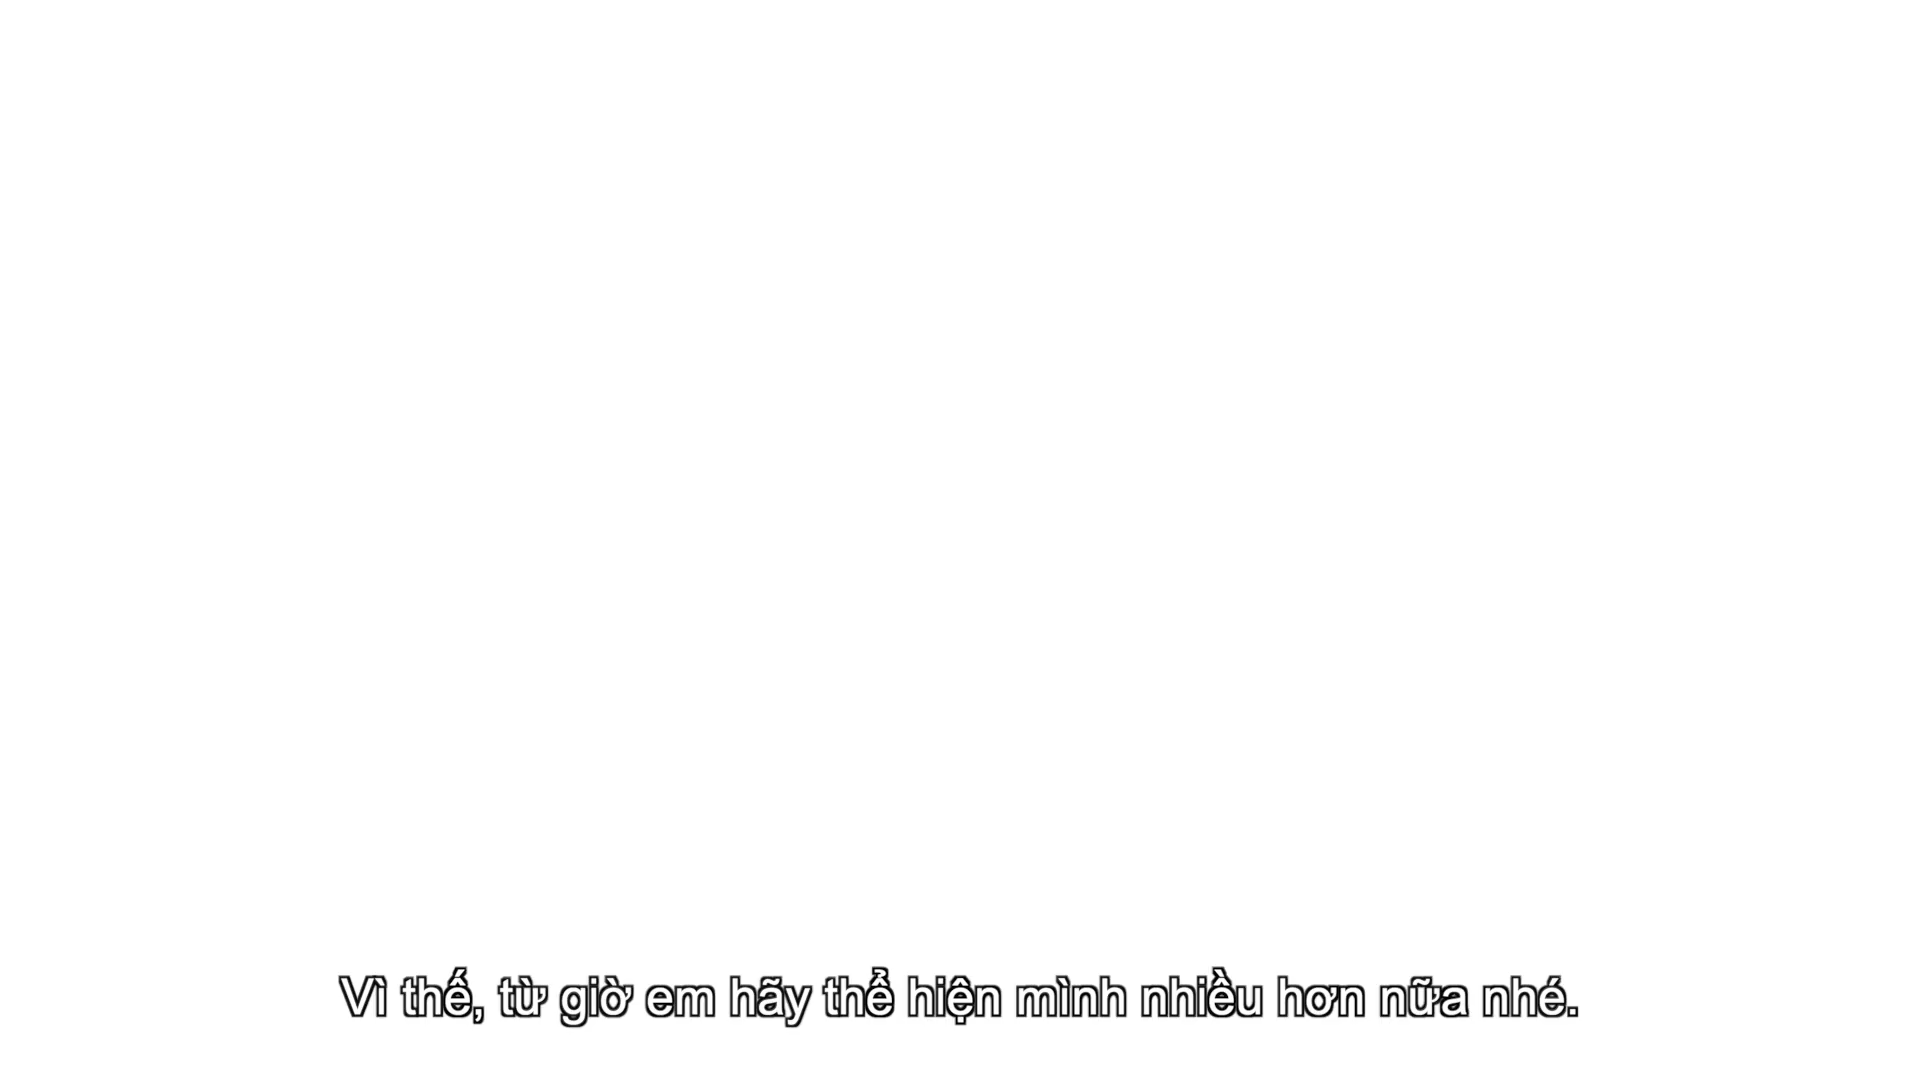 Vì thế, từ giờ em hãy thể hiện mình nhiều hơn nữa nhé.